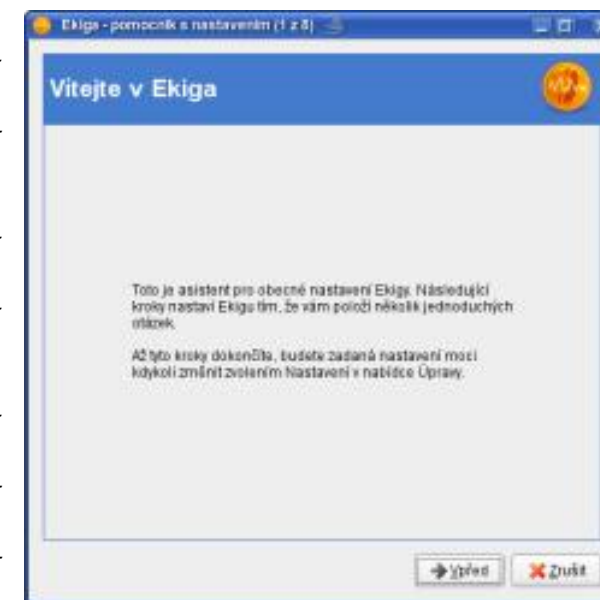 Ekiga - pomocník s nastavením (1 z 8)
Vítejte v Ekiga
Toto je asistent pro obecné nastavení Ekigy. Následující
kroky nastaví Ekigu tím, že vám položí několik jednoduchých
otázek.
Až tyto kroky dokončíte, budete zadaná nastavení moci
kdykoli změnit zvolením Nastavení v nabídce Úpravy.
Vpřed
Zrušit